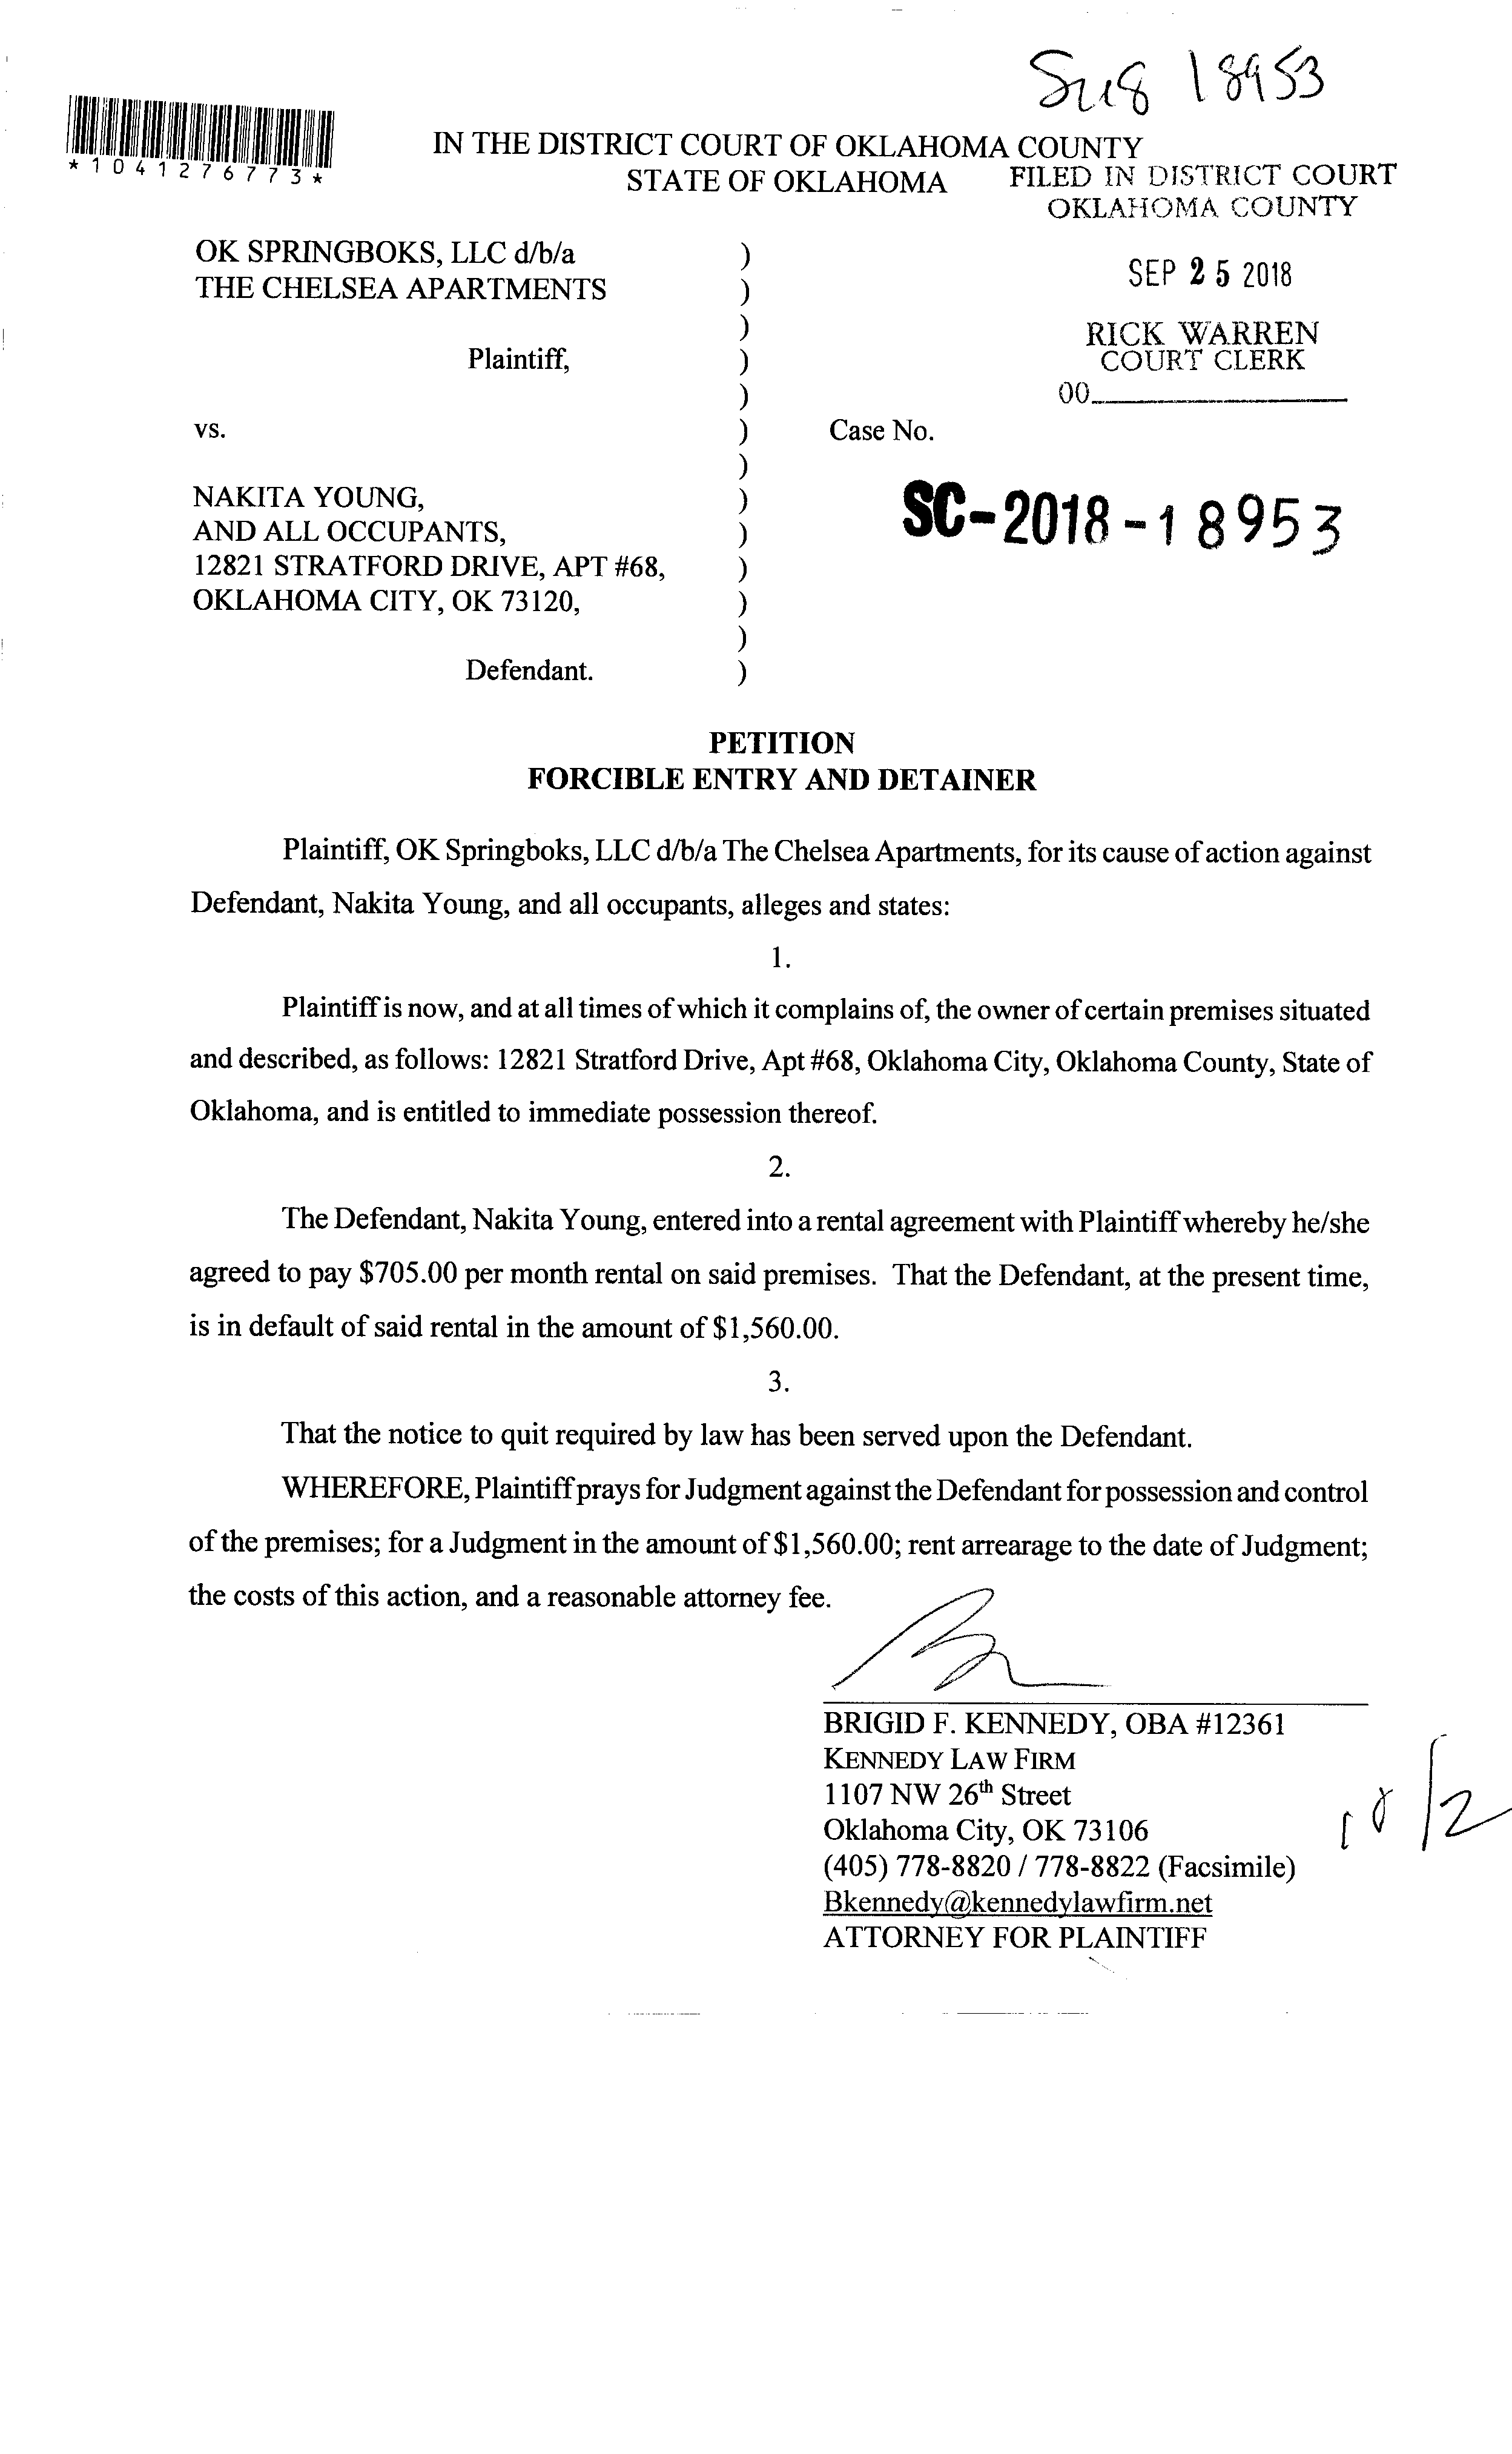 Su8 18953
*1041276773*
IN THE DISTRICT COURT OF OKLAHOMA COUNTY
STATE OF OKLAHOMA
FILED IN DISTRICT COURT
OKLAHOMA COUNTY
SEP 25 2018
RICK WARREN
COURT CLERK
00
OK SPRINGBOKS, LLC d/b/a )
THE CHELSEA APARTMENTS )
)
Plaintiff, )
)
vs. ) Case No.
)
NAKITA YOUNG, ) SC-2018-18953
AND ALL OCCUPANTS, )
12821 STRATFORD DRIVE, APT #68, )
OKLAHOMA CITY, OK 73120, )
)
Defendant. )
PETITION
FORCIBLE ENTRY AND DETAINER
Plaintiff, OK Springboks, LLC d/b/a The Chelsea Apartments, for its cause of action against
Defendant, Nakita Young, and all occupants, alleges and states:
1.
Plaintiff is now, and at all times of which it complains of, the owner of certain premises situated
and described, as follows: 12821 Stratford Drive, Apt #68, Oklahoma City, Oklahoma County, State of
Oklahoma, and is entitled to immediate possession thereof.
2.
The Defendant, Nakita Young, entered into a rental agreement with Plaintiff whereby he/she
agreed to pay $705.00 per month rental on said premises. That the Defendant, at the present time,
is in default of said rental in the amount of $1,560.00.
3.
That the notice to quit required by law has been served upon the Defendant.
WHEREFORE, Plaintiff prays for Judgment against the Defendant for possession and control
of the premises; for a Judgment in the amount of $1,560.00; rent arrearage to the date of Judgment;
the costs of this action, and a reasonable attorney fee.
BRIGID F. KENNEDY, OBA #12361
KENNEDY LAW FIRM
1107 NW 26th Street
Oklahoma City, OK 73106
(405) 778-8820 / 778-8822 (Facsimile)
Bkennedy@kennedylawfirm.net
ATTORNEY FOR PLAINTIFF
10/2